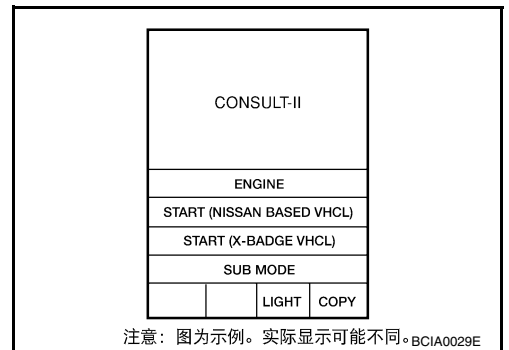 CONSULT-II
ENGINE
START (NISSAN BASED VHCL)
START (X-BADGE VHCL)
SUB MODE
LIGHT COPY
注意：图为示例。实际显示可能不同。BCIA0029E